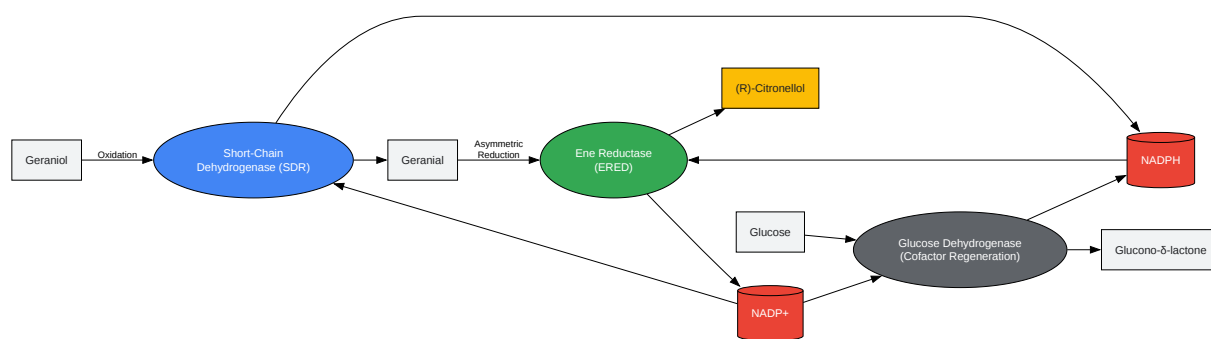 Geraniol
Oxidation
Short-Chain
Dehydrogenase (SDR)
Geranial
Asymmetric
Reduction
Ene Reductase
(ERED)
(R)-Citronellol
NADPH
Glucose
Glucose Dehydrogenase
(Cofactor Regeneration)
Glucono-δ-lactone
NADP+